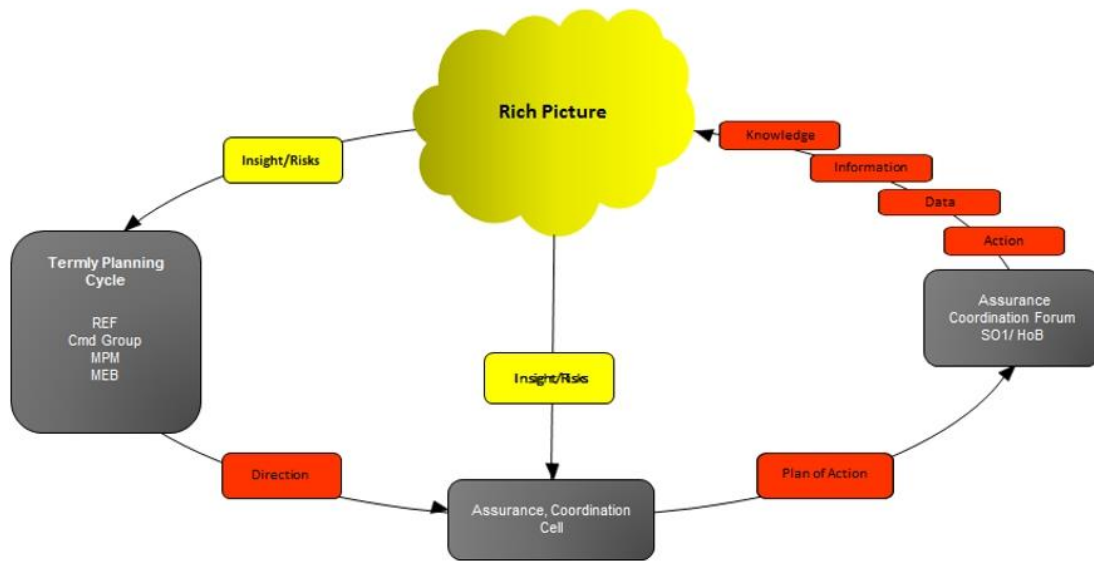 Rich Picture
Knowledge
Information
Data
Action
Insight/Risks
Termly Planning
Cycle
REF
Cmd Group
MPM
MEB
Assurance
Coordination Forum
SO1/ HoB
Insight/Risks
Direction
Plan of Action
Assurance, Coordination
Cell